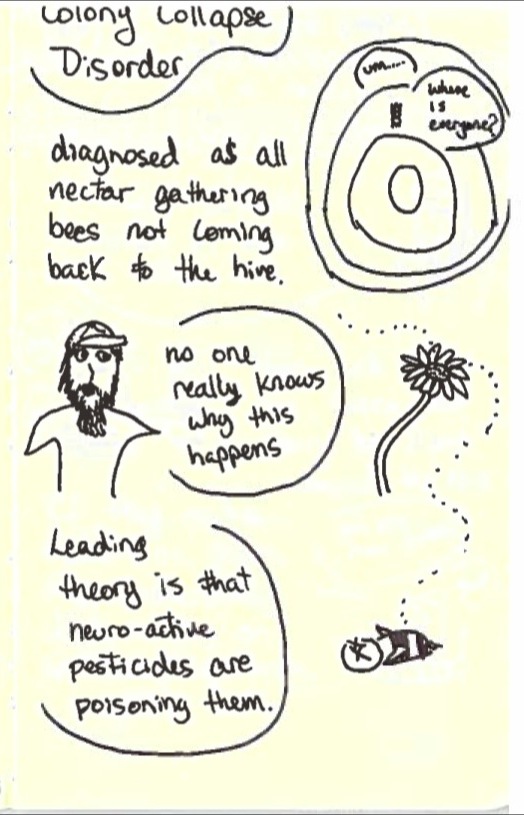 Colony Collapse
Disorder
um.....
where
is
everyone?
diagnosed as all
nectar gathering
bees not coming
back to the hive.
no one
really knows
why this
happens
Leading
theory is that
neuro-active
pesticides are
poisoning them.